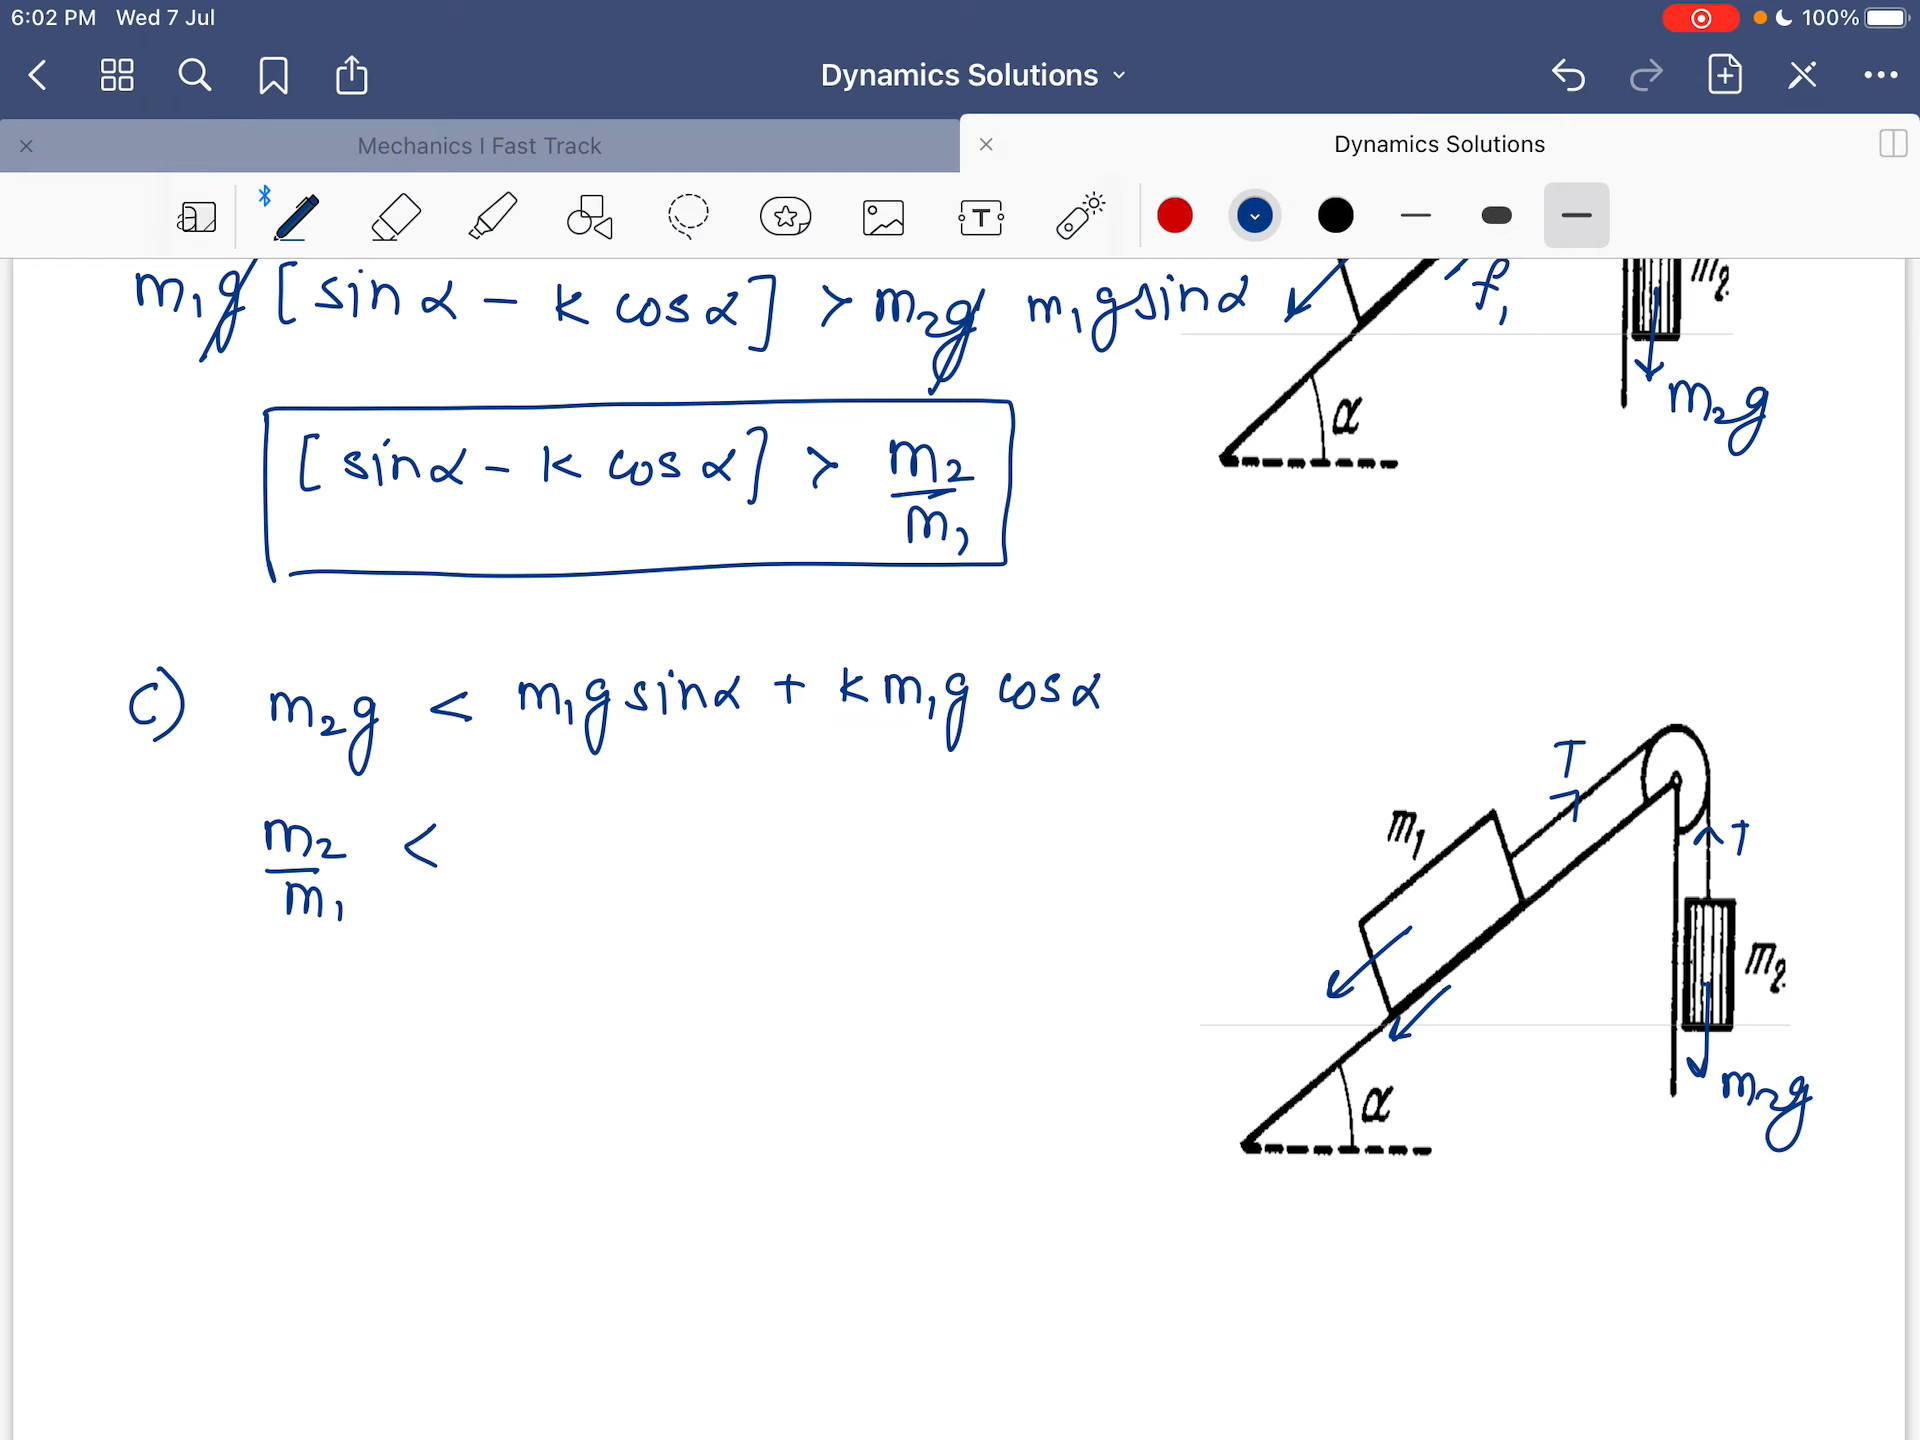 6:02 PM Wed 7 Jul 100%
Dynamics Solutions
Mechanics I Fast Track
Dynamics Solutions
m₁g [sin α − k cos α] > m₂g m₁g sin α
f₁
m₂
m₂g
α
[sin α − k cos α] > m₂/m₁
c) m₂g < m₁g sin α + k m₁g cos α
m₂/m₁ <
T
m₁
T
m₂
m₂g
α